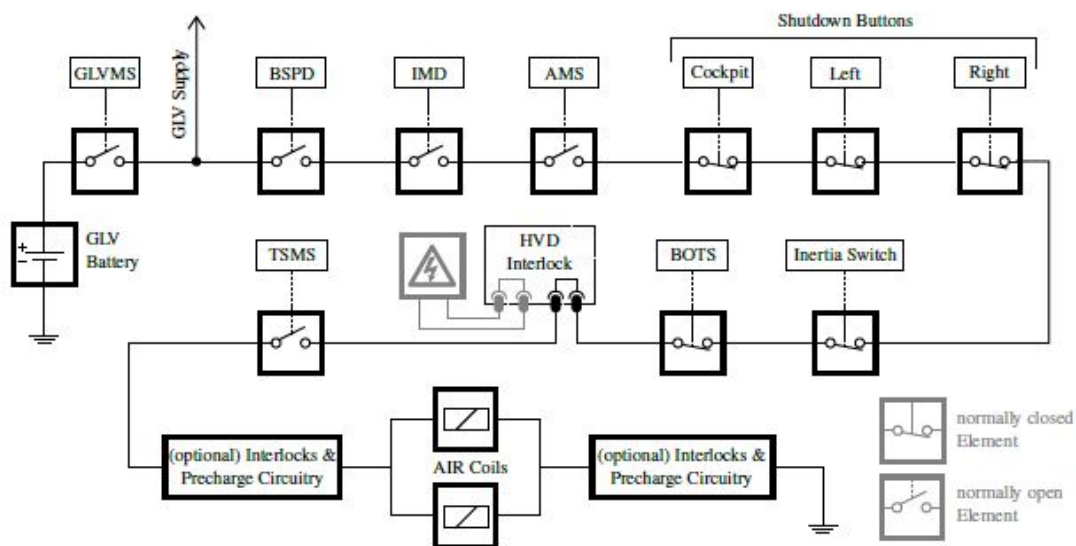 Shutdown Buttons
GLVMS
BSPD
IMD
AMS
Cockpit
Left
Right
GLV Supply
+
-
GLV
Battery
TSMS
HVD
Interlock
BOTS
Inertia Switch
(optional) Interlocks &
Precharge Circuitry
AIR Coils
(optional) Interlocks &
Precharge Circuitry
normally closed
Element
normally open
Element